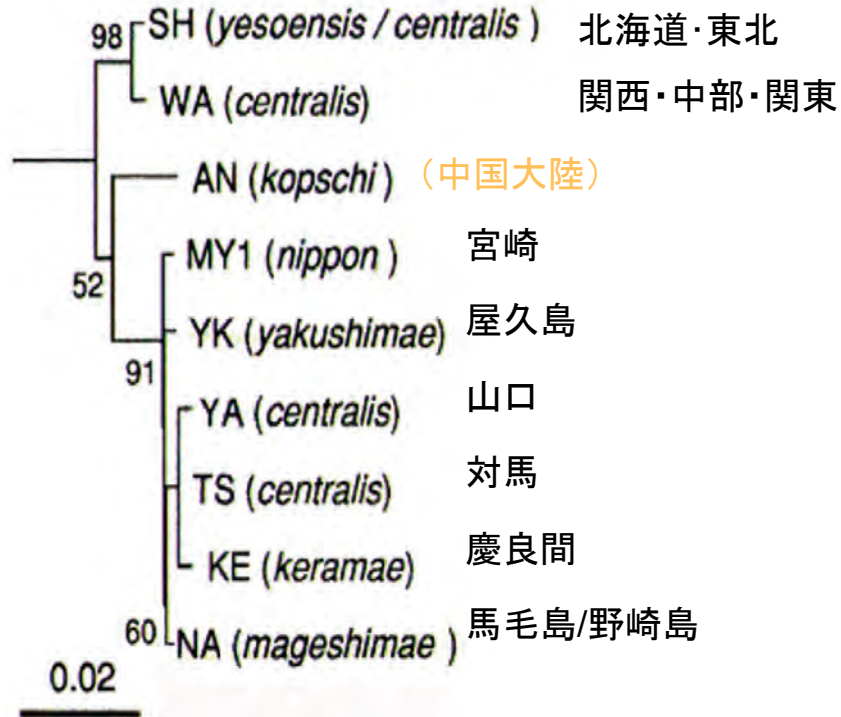 98 SH (yesoensis / centralis ) 北海道・東北
WA (centralis) 関西・中部・関東
AN (kopschi ) （中国大陸）
MY1 (nippon ) 宮崎
52
YK (yakushimae) 屋久島
91
YA (centralis) 山口
TS (centralis) 対馬
KE (keramae) 慶良間
60 NA (mageshimae ) 馬毛島/野崎島
0.02